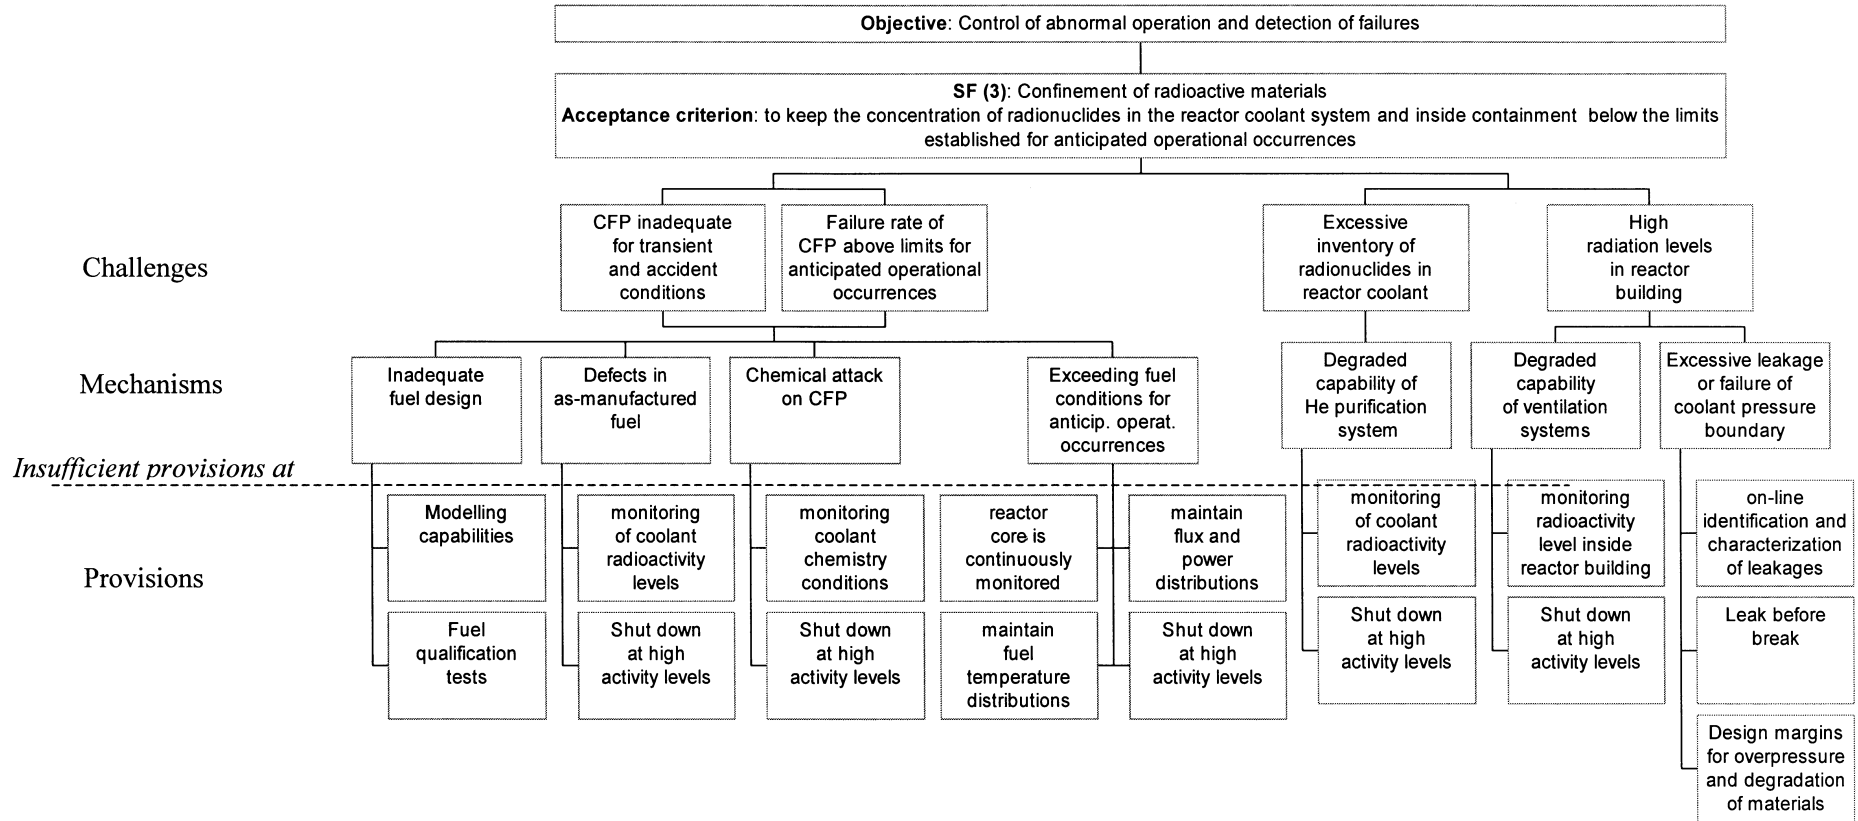 Objective: Control of abnormal operation and detection of failures
SF (3): Confinement of radioactive materials
Acceptance criterion: to keep the concentration of radionuclides in the reactor coolant system and inside containment below the limits
established for anticipated operational occurrences
Challenges
CFP inadequate
for transient
and accident
conditions
Failure rate of
CFP above limits for
anticipated operational
occurrences
Excessive
inventory of
radionuclides in
reactor coolant
High
radiation levels
in reactor
building
Mechanisms
Inadequate
fuel design
Defects in
as-manufactured
fuel
Chemical attack
on CFP
Exceeding fuel
conditions for
anticip. operat.
occurrences
Degraded
capability of
He purification
system
Degraded
capability
of ventilation
systems
Excessive leakage
or failure of
coolant pressure
boundary
Insufficient provisions at
Provisions
Modelling
capabilities
monitoring
of coolant
radioactivity
levels
monitoring
coolant
chemistry
conditions
reactor
core is
continuously
monitored
maintain
flux and
power
distributions
monitoring
of coolant
radioactivity
levels
monitoring
radioactivity
level inside
reactor building
on-line
identification and
characterization
of leakages
Fuel
qualification
tests
Shut down
at high
activity levels
Shut down
at high
activity levels
maintain
fuel
temperature
distributions
Shut down
at high
activity levels
Shut down
at high
activity levels
Shut down
at high
activity levels
Leak before
break
Design margins
for overpressure
and degradation
of materials